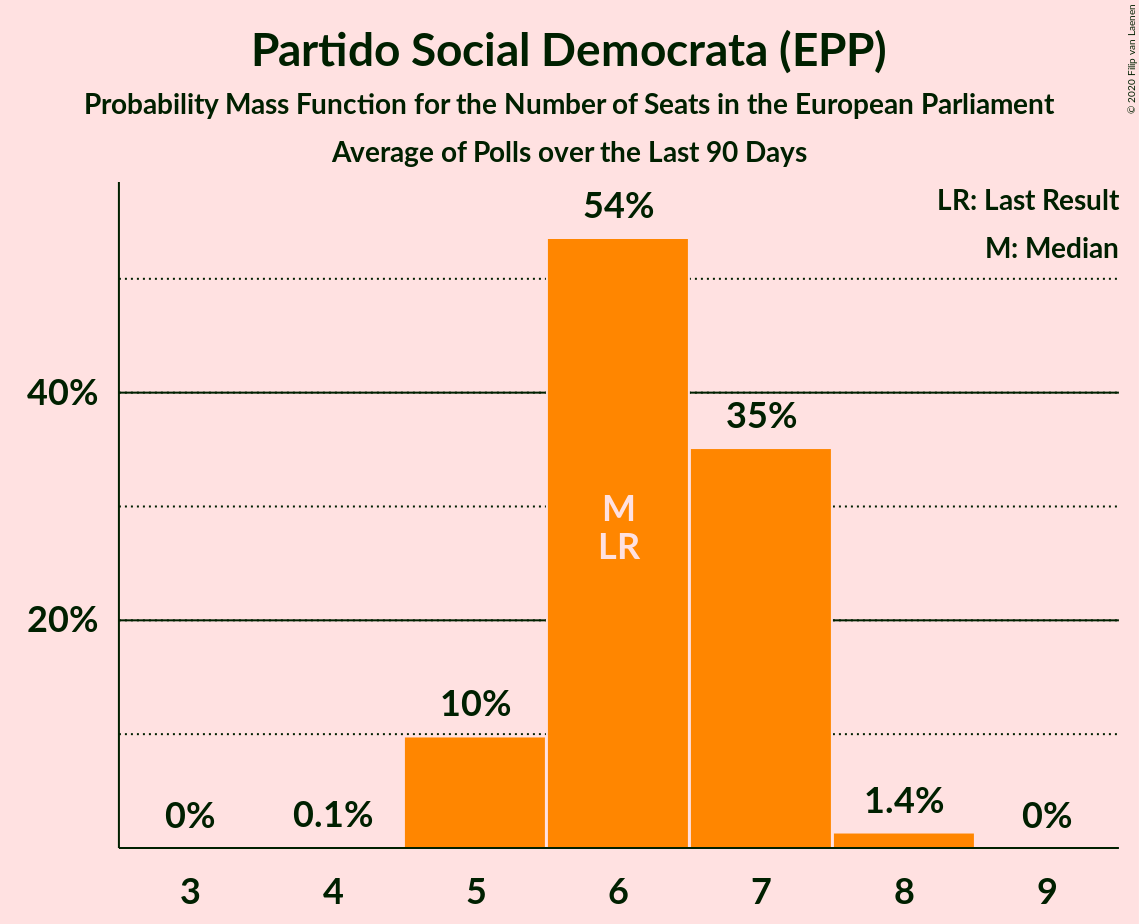 Partido Social Democrata (EPP)
Probability Mass Function for the Number of Seats in the European Parliament
Average of Polls over the Last 90 Days
© 2020 Filip van Laenen
LR: Last Result
M: Median
54%
40%
35%
M
LR
20%
10%
0%
0.1%
1.4%
0%
3 4 5 6 7 8 9